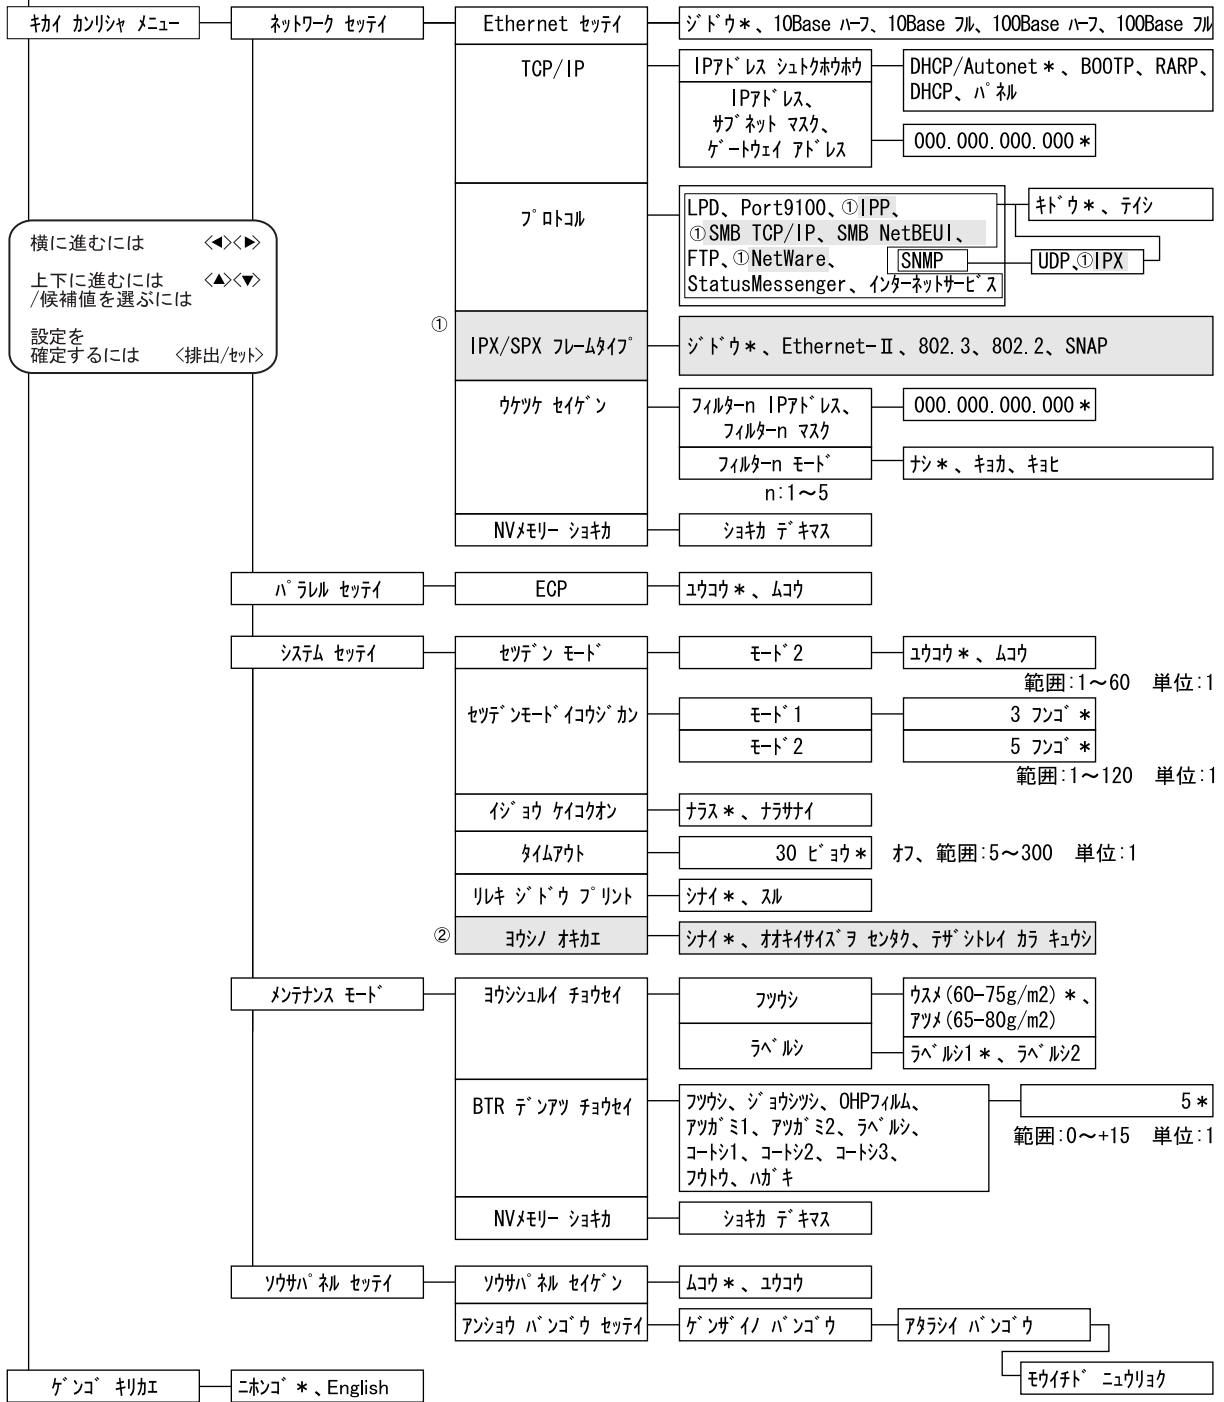 ｷｶｲ ｶﾝﾘｼｬ ﾒﾆｭｰ
ﾈｯﾄﾜｰｸ ｾｯﾃｲ
Ethernet ｾｯﾃｲ
ｼﾞﾄﾞｳ＊、10Base ﾊｰﾌ、10Base ﾌﾙ、100Base ﾊｰﾌ、100Base ﾌﾙ
TCP/IP
IPｱﾄﾞﾚｽ ｼｭﾄｸﾎｳﾎｳ
DHCP/Autonet＊、BOOTP、RARP、
DHCP、ﾊﾟﾈﾙ
IPｱﾄﾞﾚｽ、
ｻﾌﾞﾈｯﾄ ﾏｽｸ、
ｹﾞｰﾄｳｪｲ ｱﾄﾞﾚｽ
000.000.000.000＊
ﾌﾟﾛﾄｺﾙ
LPD、Port9100、①IPP、
①SMB TCP/IP、SMB NetBEUI、
FTP、①NetWare、
SNMP
StatusMessenger、ｲﾝﾀｰﾈｯﾄｻｰﾋﾞｽ
ｷﾄﾞｳ＊、ﾃｲｼ
UDP、①IPX
横に進むには 〈◀〉〈▶〉
上下に進むには 〈▲〉〈▼〉
/候補値を選ぶには
設定を
確定するには 〈排出/ｾｯﾄ〉
①
IPX/SPX ﾌﾚｰﾑﾀｲﾌﾟ
ｼﾞﾄﾞｳ＊、Ethernet-Ⅱ、802.3、802.2、SNAP
ｳｹﾂｹ ｾｲｹﾞﾝ
ﾌｨﾙﾀｰn IPｱﾄﾞﾚｽ、
ﾌｨﾙﾀｰn ﾏｽｸ
000.000.000.000＊
ﾌｨﾙﾀｰn ﾓｰﾄﾞ
ﾅｼ＊、ｷｮｶ、ｷｮﾋ
n:1～5
NVﾒﾓﾘｰ ｼｮｷｶ
ｼｮｷｶ ﾃﾞｷﾏｽ
ﾊﾟﾗﾚﾙ ｾｯﾃｲ
ECP
ﾕｳｺｳ＊、ﾑｺｳ
ｼｽﾃﾑ ｾｯﾃｲ
ｾﾂﾃﾞﾝ ﾓｰﾄﾞ
ﾓｰﾄﾞ2
ﾕｳｺｳ＊、ﾑｺｳ
範囲:1～60 単位:1
ｾﾂﾃﾞﾝﾓｰﾄﾞｲｺｳｼﾞｶﾝ
ﾓｰﾄﾞ1
3 ﾌﾝｺﾞ＊
ﾓｰﾄﾞ2
5 ﾌﾝｺﾞ＊
範囲:1～120 単位:1
ｲｼﾞｮｳ ｹｲｺｸｵﾝ
ﾅﾗｽ＊、ﾅﾗｻﾅｲ
ﾀｲﾑｱｳﾄ
30 ﾋﾞｮｳ＊
ｵﾌ、範囲:5～300 単位:1
ﾘﾚｷ ｼﾞﾄﾞｳ ﾌﾟﾘﾝﾄ
ｼﾅｲ＊、ｽﾙ
②
ﾖｳｼﾉ ｵｷｶｴ
ｼﾅｲ＊、ｵｵｷｲｻｲｽﾞｦ ｾﾝﾀｸ、ﾃｻﾞｼﾄﾚｲ ｶﾗ ｷｭｳｼ
ﾒﾝﾃﾅﾝｽ ﾓｰﾄﾞ
ﾖｳｼｼｭﾙｲ ﾁｮｳｾｲ
ﾌﾂｳｼ
ｳｽﾒ(60-75g/m2)＊、
ｱﾂﾒ(65-80g/m2)
ﾗﾍﾞﾙｼ
ﾗﾍﾞﾙｼ1＊、ﾗﾍﾞﾙｼ2
BTR ﾃﾞﾝｱﾂ ﾁｮｳｾｲ
ﾌﾂｳｼ、ｼﾞｮｳｼﾂｼ、OHPﾌｨﾙﾑ、
ｱﾂｶﾞﾐ1、ｱﾂｶﾞﾐ2、ﾗﾍﾞﾙｼ、
ｺｰﾄｼ1、ｺｰﾄｼ2、ｺｰﾄｼ3、
ﾌｳﾄｳ、ﾊｶﾞｷ
5＊
範囲:0～+15 単位:1
NVﾒﾓﾘｰ ｼｮｷｶ
ｼｮｷｶ ﾃﾞｷﾏｽ
ｿｳｻﾊﾟﾈﾙ ｾｯﾃｲ
ｿｳｻﾊﾟﾈﾙ ｾｲｹﾞﾝ
ﾑｺｳ＊、ﾕｳｺｳ
ｱﾝｼｮｳ ﾊﾞﾝｺﾞｳ ｾｯﾃｲ
ｹﾞﾝｻﾞｲﾉ ﾊﾞﾝｺﾞｳ
ｱﾀﾗｼｲ ﾊﾞﾝｺﾞｳ
ﾓｳｲﾁﾄﾞ ﾆｭｳﾘｮｸ
ｹﾞﾝｺﾞ ｷﾘｶｴ
ﾆﾎﾝｺﾞ＊、English